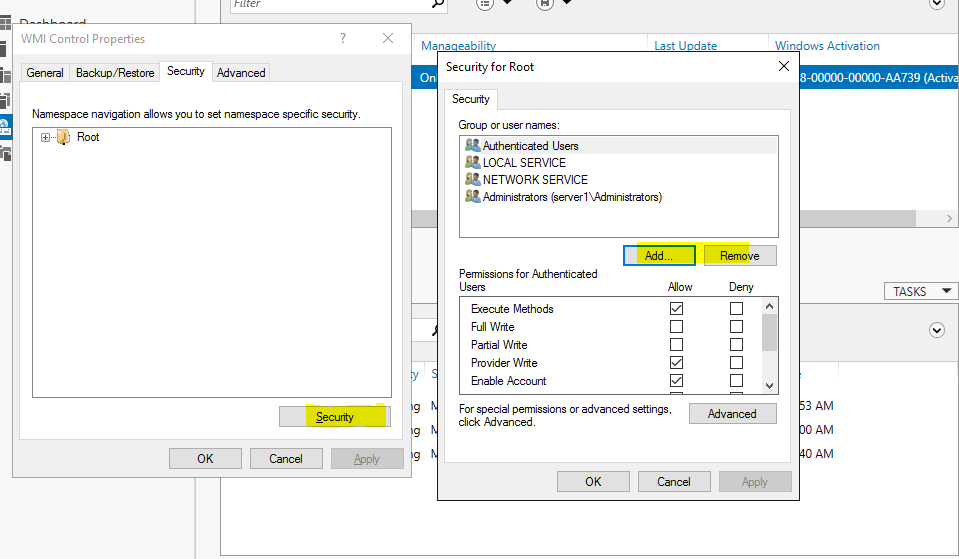 Dashboard
Filter
WMI Control Properties
?
General Backup/Restore Security Advanced
Namespace navigation allows you to set namespace specific security.
Root
Security
OK Cancel Apply
Manageability Last Update Windows Activation
8-00000-00000-AA739 (Activa
Security for Root
Security
Group or user names:
Authenticated Users
LOCAL SERVICE
NETWORK SERVICE
Administrators (server1\Administrators)
Add... Remove
Permissions for Authenticated
Users Allow Deny
Execute Methods
Full Write
Partial Write
Provider Write
Enable Account
For special permissions or advanced settings,
click Advanced.
Advanced
OK Cancel Apply
TASKS
53 AM
00 AM
40 AM